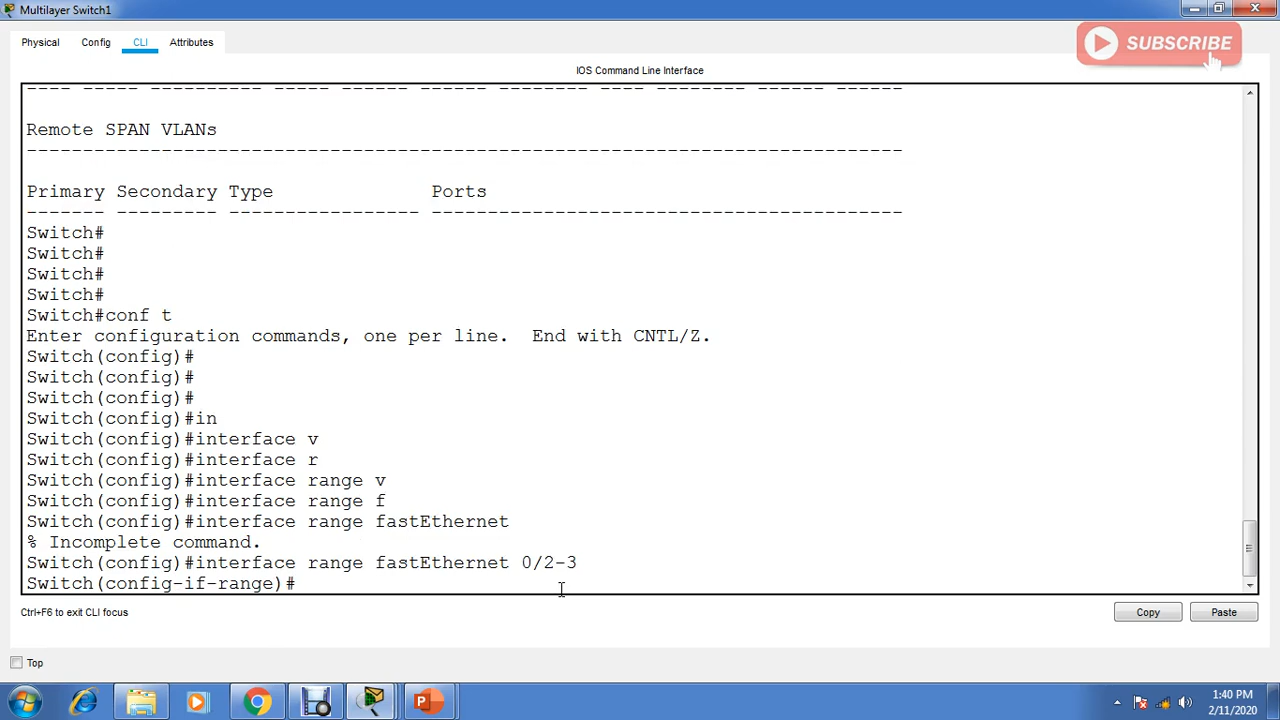 Multilayer Switch1
Physical Config CLI Attributes
SUBSCRIBE
IOS Command Line Interface
---- ----- ---------- ----- ------ ------ -------- ---- -------- ------ ------
Remote SPAN VLANs
------------------------------------------------------------------------------
Primary Secondary Type              Ports
------- --------- ----------------- ------------------------------------------
Switch#
Switch#
Switch#
Switch#
Switch#conf t
Enter configuration commands, one per line.  End with CNTL/Z.
Switch(config)#
Switch(config)#
Switch(config)#
Switch(config)#in
Switch(config)#interface v
Switch(config)#interface r
Switch(config)#interface range v
Switch(config)#interface range f
Switch(config)#interface range fastEthernet
% Incomplete command.
Switch(config)#interface range fastEthernet 0/2-3
Switch(config-if-range)#
Ctrl+F6 to exit CLI focus
Copy Paste
Top
1:40 PM
2/11/2020